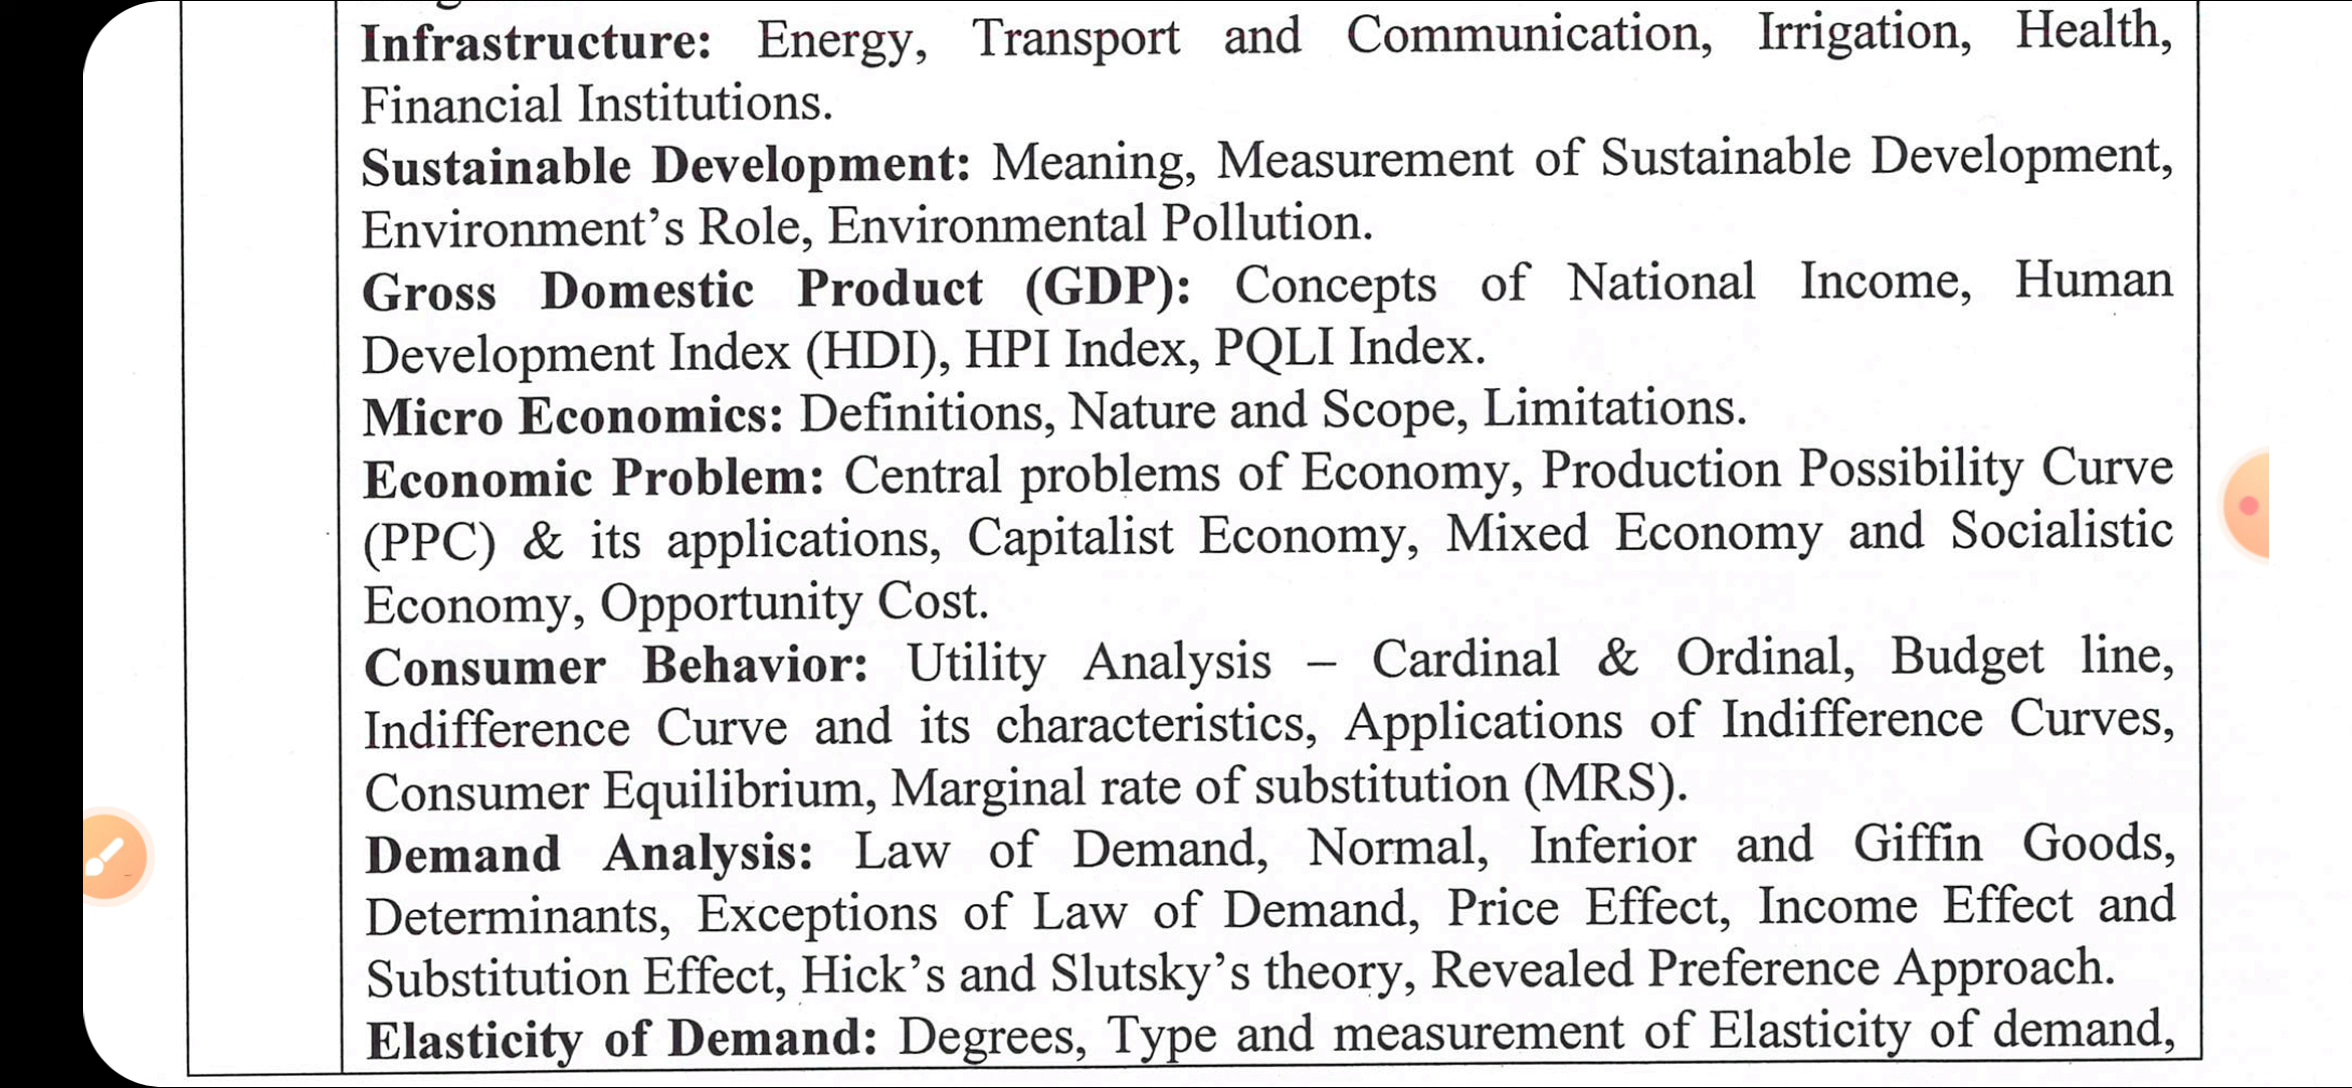 Infrastructure: Energy, Transport and Communication, Irrigation, Health,
Financial Institutions.
Sustainable Development: Meaning, Measurement of Sustainable Development,
Environment’s Role, Environmental Pollution.
Gross Domestic Product (GDP): Concepts of National Income, Human
Development Index (HDI), HPI Index, PQLI Index.
Micro Economics: Definitions, Nature and Scope, Limitations.
Economic Problem: Central problems of Economy, Production Possibility Curve
(PPC) & its applications, Capitalist Economy, Mixed Economy and Socialistic
Economy, Opportunity Cost.
Consumer Behavior: Utility Analysis – Cardinal & Ordinal, Budget line,
Indifference Curve and its characteristics, Applications of Indifference Curves,
Consumer Equilibrium, Marginal rate of substitution (MRS).
Demand Analysis: Law of Demand, Normal, Inferior and Giffin Goods,
Determinants, Exceptions of Law of Demand, Price Effect, Income Effect and
Substitution Effect, Hick’s and Slutsky’s theory, Revealed Preference Approach.
Elasticity of Demand: Degrees, Type and measurement of Elasticity of demand,